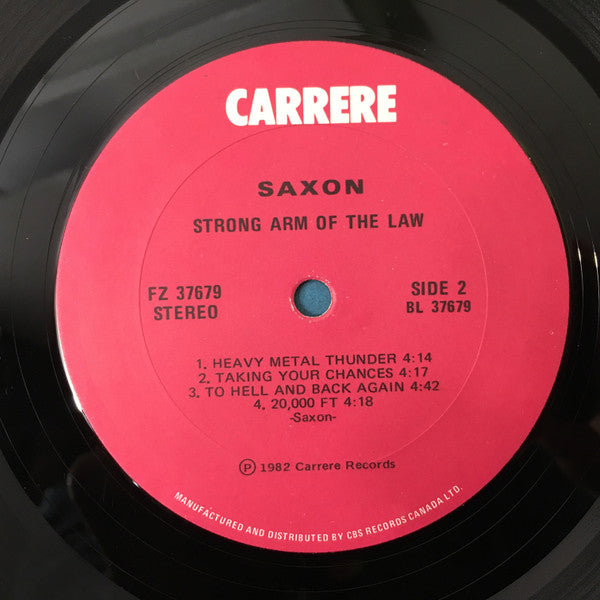 CARRERE
SAXON
STRONG ARM OF THE LAW
FZ 37679
STEREO
SIDE 2
BL 37679
1. HEAVY METAL THUNDER 4:14
2. TAKING YOUR CHANCES 4:17
3. TO HELL AND BACK AGAIN 4:42
4. 20,000 FT 4:18
-Saxon-
Ⓟ 1982 Carrere Records
MANUFACTURED AND DISTRIBUTED BY CBS RECORDS CANADA LTD.